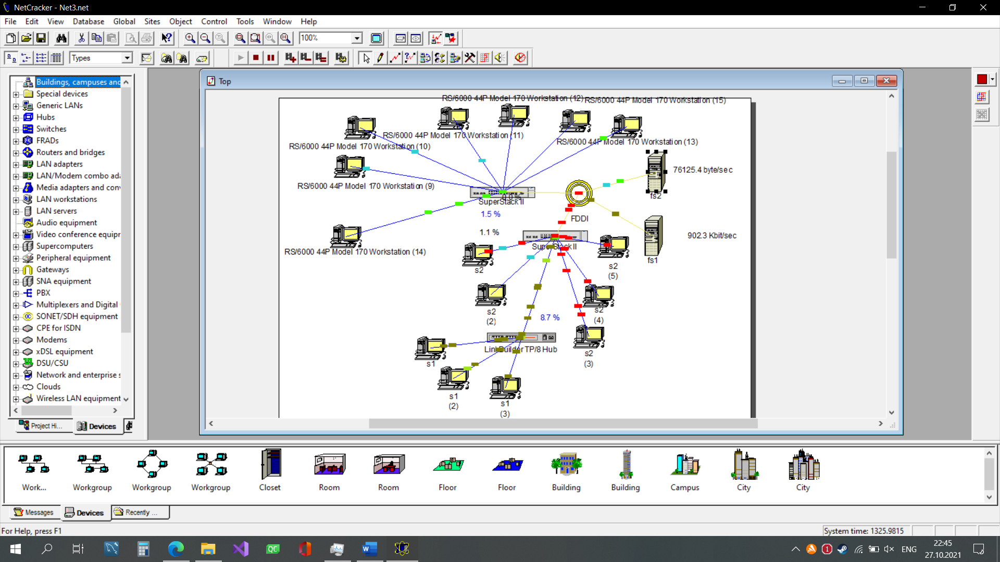 NetCracker - Net3.net
File Edit View Database Global Sites Object Control Tools Window Help
100%
Types
Buildings, campuses and
Special devices
Generic LANs
Hubs
Switches
FRADs
Routers and bridges
LAN adapters
LAN/Modem combo ada
Media adapters and conv
LAN workstations
LAN servers
Audio equipment
Video conference equipr
Supercomputers
Peripheral equipment
Gateways
SNA equipment
PBX
Multiplexers and Digital
SONET/SDH equipment
CPE for ISDN
Modems
xDSL equipment
DSU/CSU
Network and enterprise s
Clouds
Wireless LAN equipment
Project Hi...
Devices
Top
RS/6000 44P Model 170 Workstation (12)
RS/6000 44P Model 170 Workstation (15)
RS/6000 44P Model 170 Workstation (11)
RS/6000 44P Model 170 Workstation (13)
RS/6000 44P Model 170 Workstation (10)
76125.4 byte/sec
RS/6000 44P Model 170 Workstation (9)
fs2
0.0 %
SuperStack II
1.5 %
FDDI
1.1 %
902.3 Kbit/sec
SuperStack II
RS/6000 44P Model 170 Workstation (14)
fs1
s2
s2
(5)
s2
(2)
s2
(4)
8.7 %
LinkBuilder TP/8 Hub
s2
(3)
s1
s1
(2)
s1
(3)
Work...
Workgroup
Workgroup
Workgroup
Closet
Room
Room
Floor
Floor
Building
Building
Campus
City
City
Messages
Devices
Recently ...
For Help, press F1
System time: 1325.9815
QC
1
ENG
22:45
27.10.2021